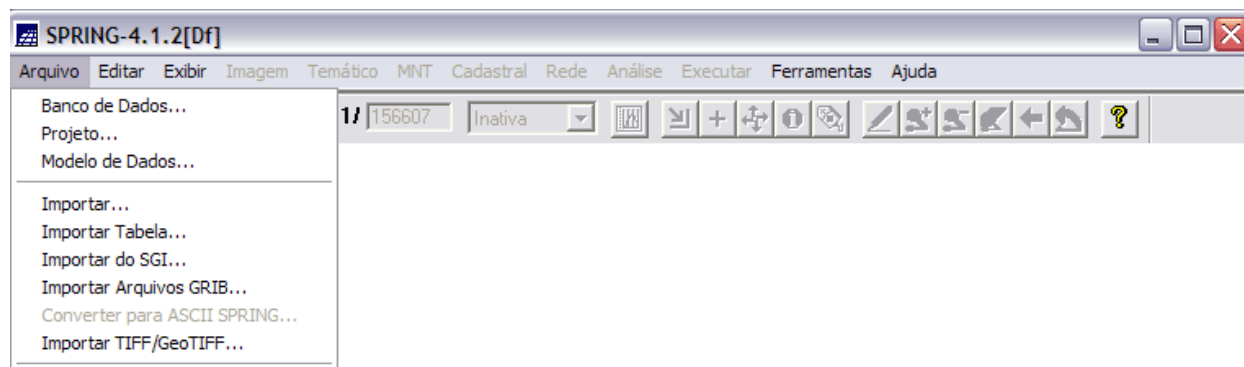 SPRING-4.1.2[Df]
Arquivo Editar Exibir Imagem Temático MNT Cadastral Rede Análise Executar Ferramentas Ajuda
1/ 156607 Inativa
Banco de Dados...
Projeto...
Modelo de Dados...
Importar...
Importar Tabela...
Importar do SGI...
Importar Arquivos GRIB...
Converter para ASCII SPRING...
Importar TIFF/GeoTIFF...